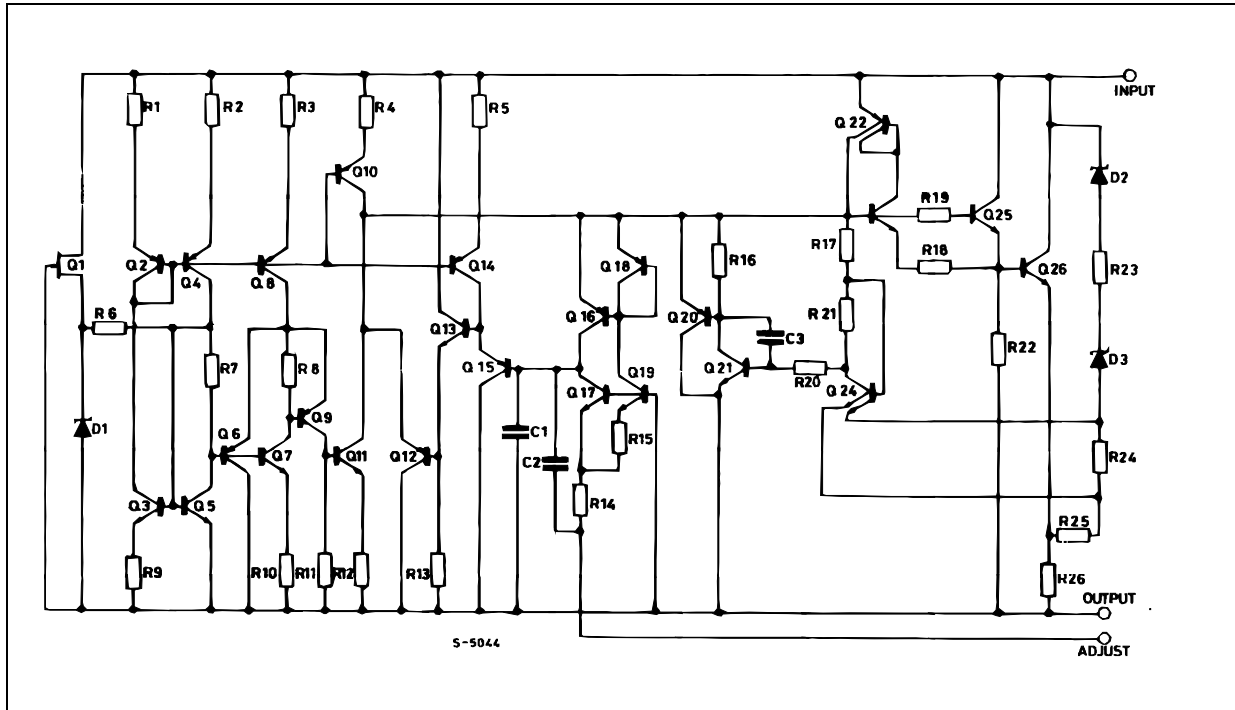 R1
R2
R3
R4
R5
INPUT
Q22
D2
Q10
R19
Q25
R17
R16
R18
Q1
Q2
Q4
Q8
Q14
Q18
Q26
R23
R6
Q13
Q16
Q20
C3
R21
R22
R7
R8
Q15
Q21
R20
D3
Q17
Q19
Q24
D1
Q6
Q9
C1
R15
Q7
Q11
Q12
C2
R24
Q3
Q5
R14
R25
R9
R10
R11
R12
R13
R26
OUTPUT
S-5044
ADJUST